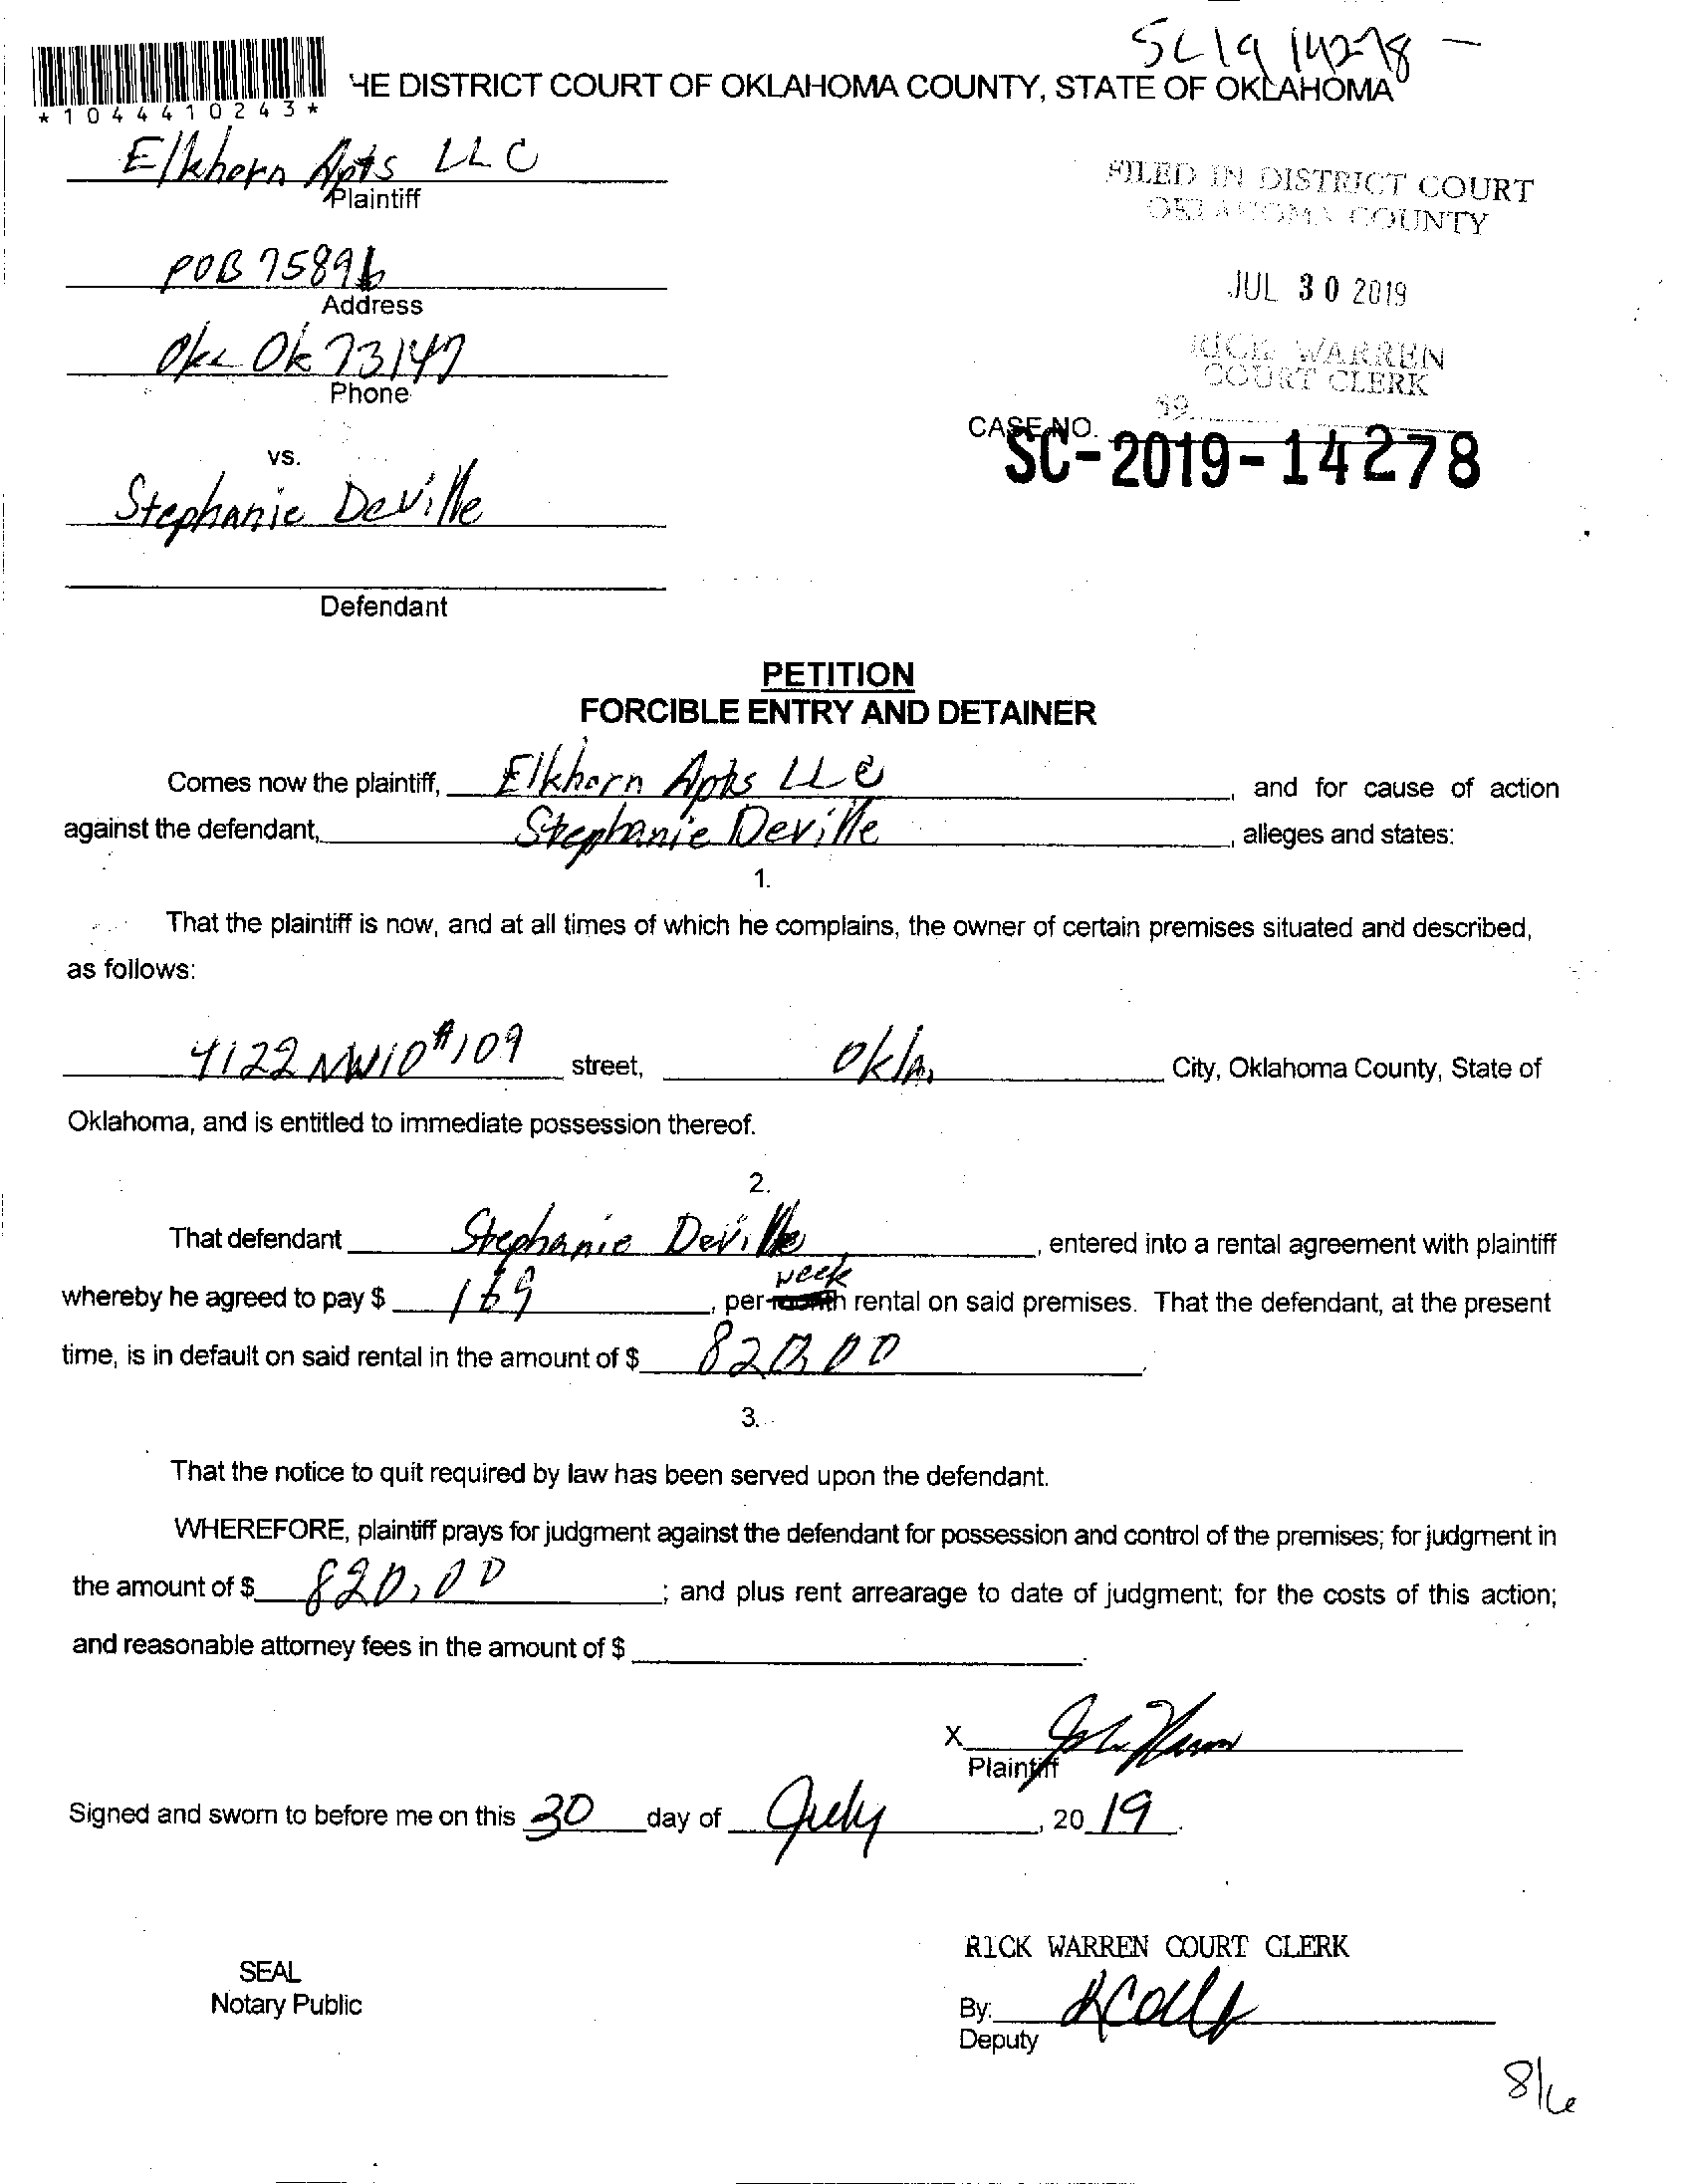 SC19 14278 -
HE DISTRICT COURT OF OKLAHOMA COUNTY, STATE OF OKLAHOMA
*1044410243*
Elkhorn Apts LLC
Plaintiff
FILED IN DISTRICT COURT
OKLAHOMA COUNTY
POB 75896
Address
JUL 30 2019
Okc Ok 73147
Phone
RICK WARREN
COURT CLERK
39
CASE NO.
SC-2019-14278
vs.
Stephanie Deville
Defendant
PETITION
FORCIBLE ENTRY AND DETAINER
Comes now the plaintiff, Elkhorn Apts LLC, and for cause of action
against the defendant, Stephanie Deville, alleges and states:
1.
That the plaintiff is now, and at all times of which he complains, the owner of certain premises situated and described,
as follows:
4122 NW10 #109 street, Okla. City, Oklahoma County, State of
Oklahoma, and is entitled to immediate possession thereof.
2.
That defendant Stephanie Deville, entered into a rental agreement with plaintiff
week
whereby he agreed to pay $ 169, per month rental on said premises. That the defendant, at the present
time, is in default on said rental in the amount of $ 820.00.
3.
That the notice to quit required by law has been served upon the defendant.
WHEREFORE, plaintiff prays for judgment against the defendant for possession and control of the premises; for judgment in
the amount of $ 820.00; and plus rent arrearage to date of judgment; for the costs of this action;
and reasonable attorney fees in the amount of $ .
X
Plaintiff
Signed and sworn to before me on this 30 day of July, 20 19.
RICK WARREN COURT CLERK
SEAL
Notary Public
By:
Deputy
8/6